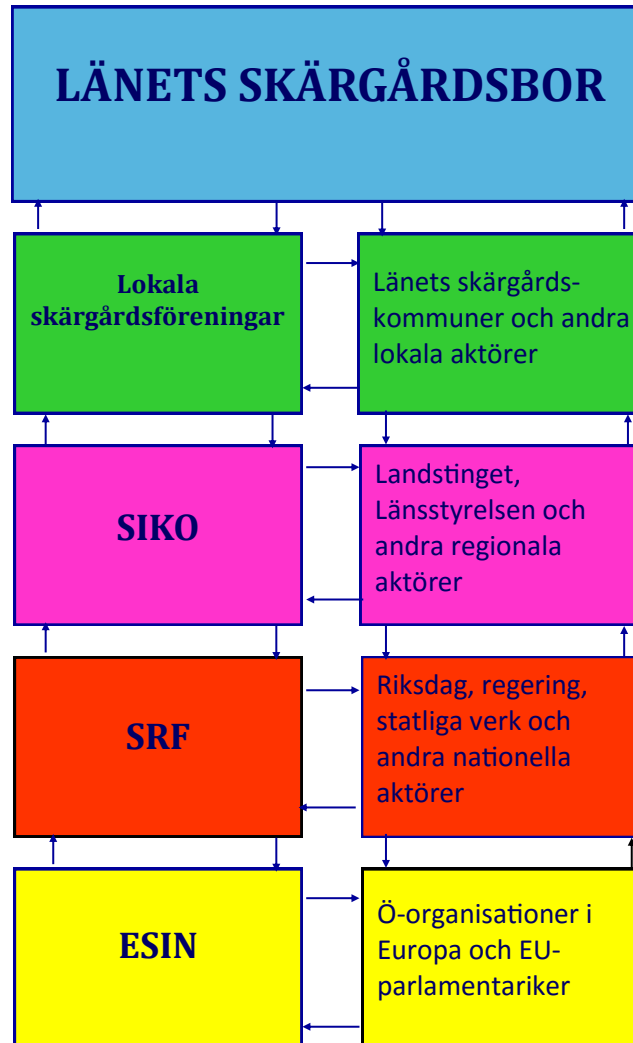 LÄNETS SKÄRGÅRDSBOR
Lokala
skärgårdsföreningar
Länets skärgårds-
kommuner och andra
lokala aktörer
SIKO
Landstinget,
Länsstyrelsen och
andra regionala
aktörer
SRF
Riksdag, regering,
statliga verk och
andra nationella
aktörer
ESIN
Ö-organisationer i
Europa och EU-
parlamentariker